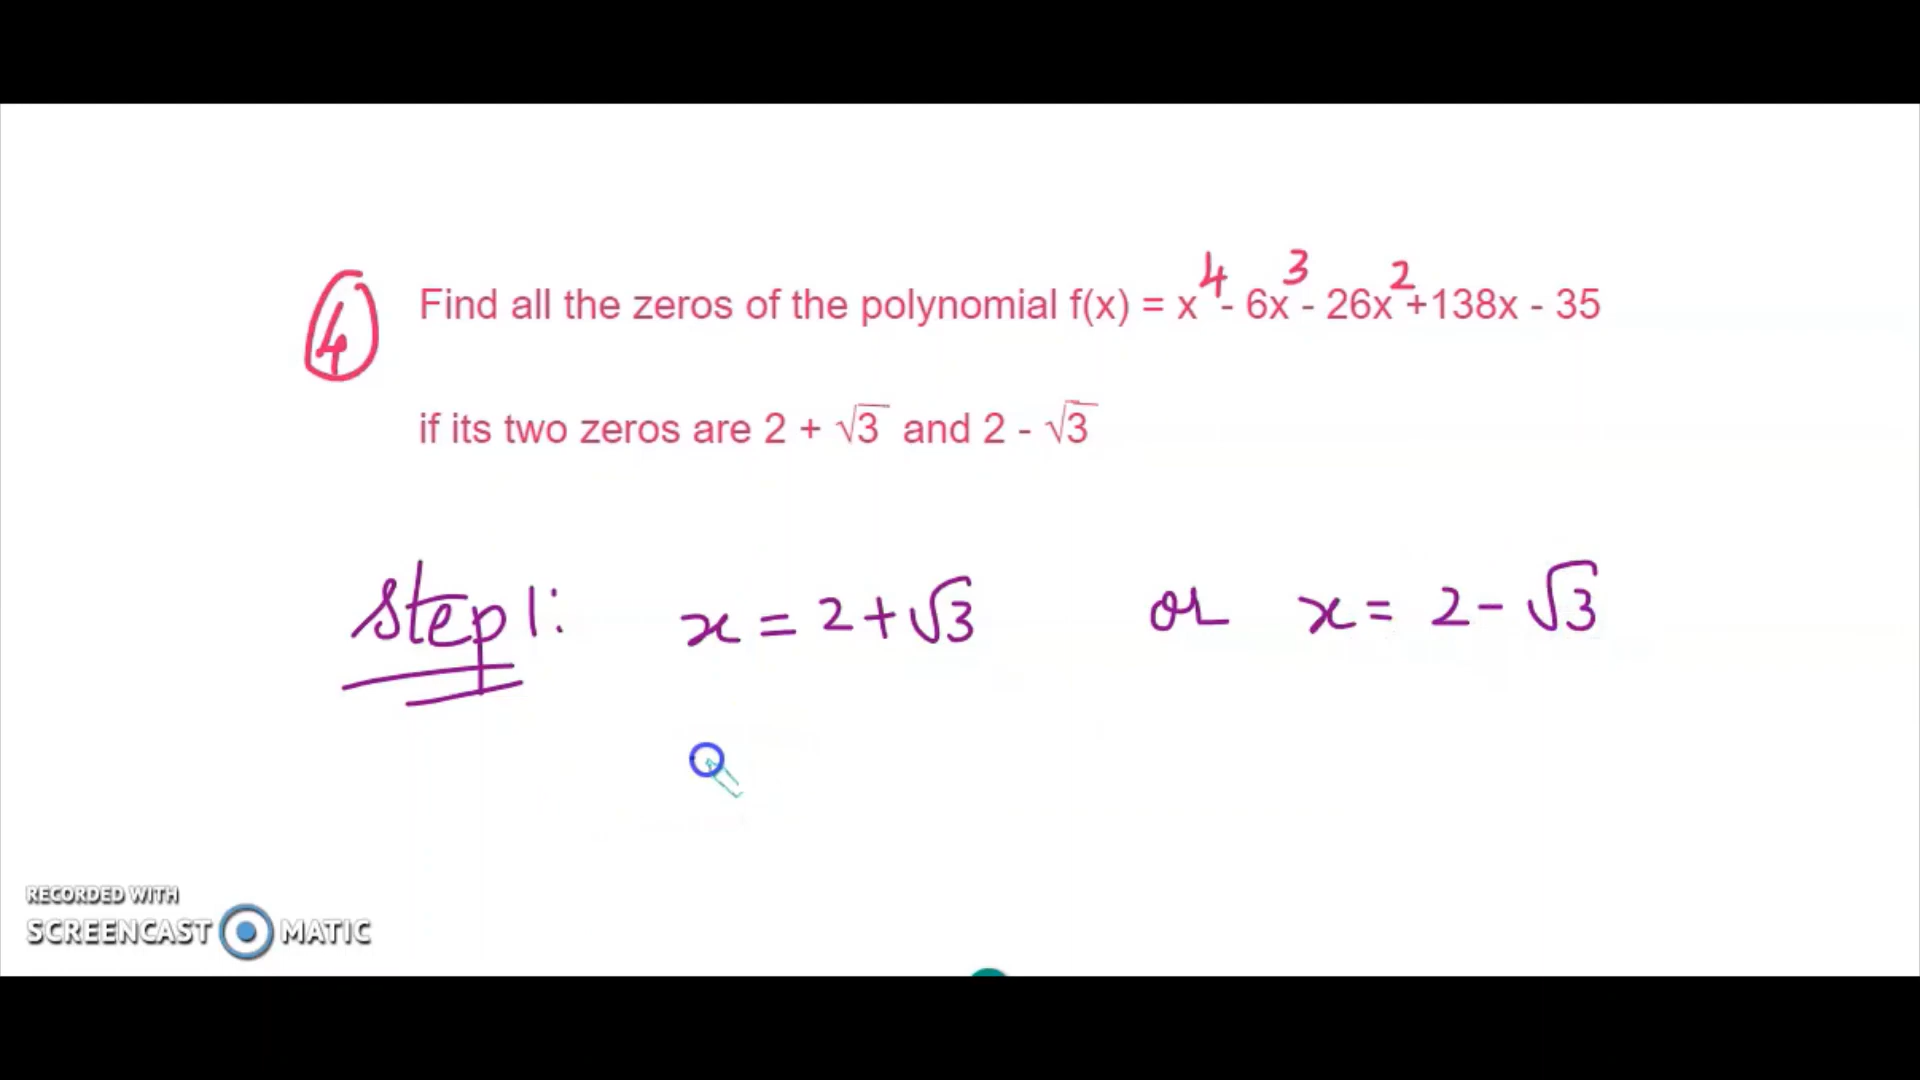 ④ Find all the zeros of the polynomial f(x) = x⁴ - 6x³ - 26x² +138x - 35
if its two zeros are 2 + √3 and 2 - √3
Step 1: x = 2 + √3 or x = 2 - √3
RECORDED WITH
SCREENCAST MATIC